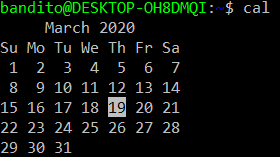 bandito@DESKTOP-OH8DMQI:~$ cal
     March 2020
Su Mo Tu We Th Fr Sa
 1  2  3  4  5  6  7
 8  9 10 11 12 13 14
15 16 17 18 19 20 21
22 23 24 25 26 27 28
29 30 31